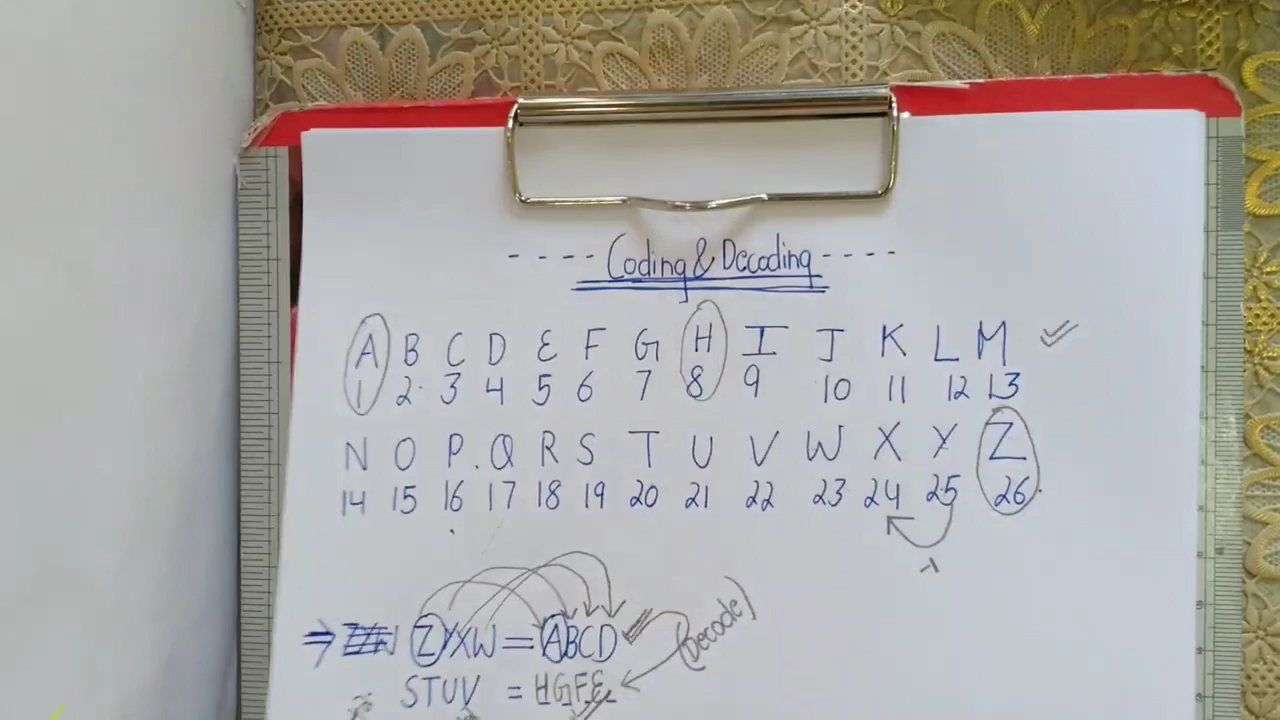 ---- Coding & Decoding ----
A B C D E F G H I J K L M
1 2 3 4 5 6 7 8 9 10 11 12 13
N O P Q R S T U V W X Y Z
14 15 16 17 18 19 20 21 22 23 24 25 26
-1
⇒ ZYXW = ABCD
(Decode)
STUV = HGFE